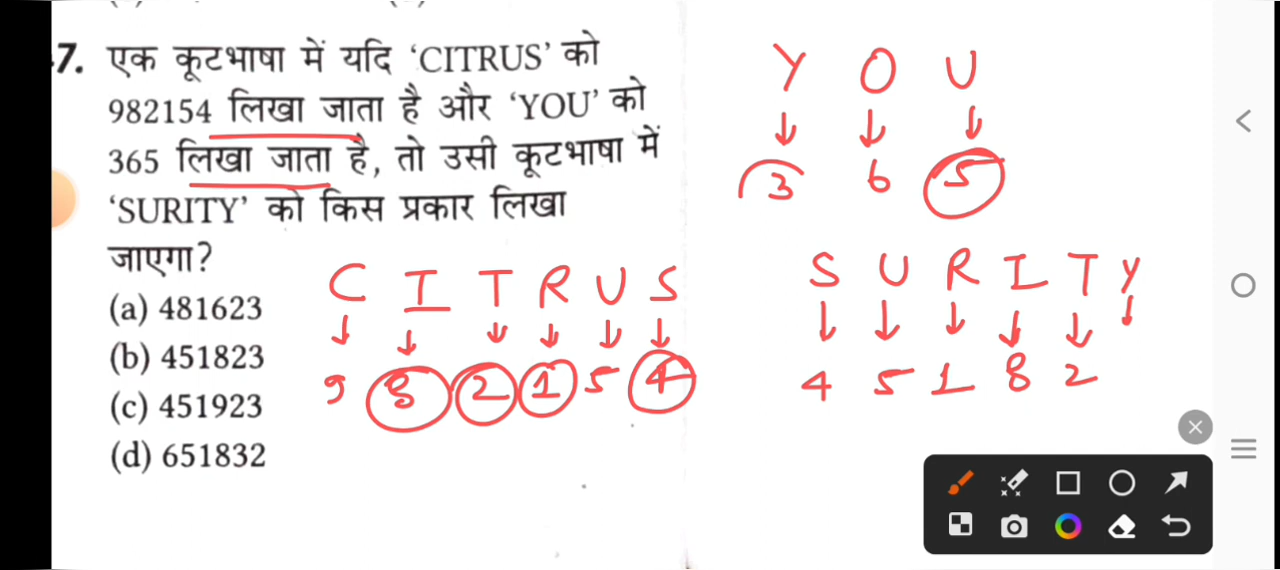 7. एक कूटभाषा में यदि ‘CITRUS’ को
982154 लिखा जाता है और ‘YOU’ को
365 लिखा जाता है, तो उसी कूटभाषा में
‘SURITY’ को किस प्रकार लिखा
जाएगा?
(a) 481623
(b) 451823
(c) 451923
(d) 651832
C I T R U S
9 8 2 1 5 4
Y O U
3 6 5
S U R I T Y
4 5 1 8 2